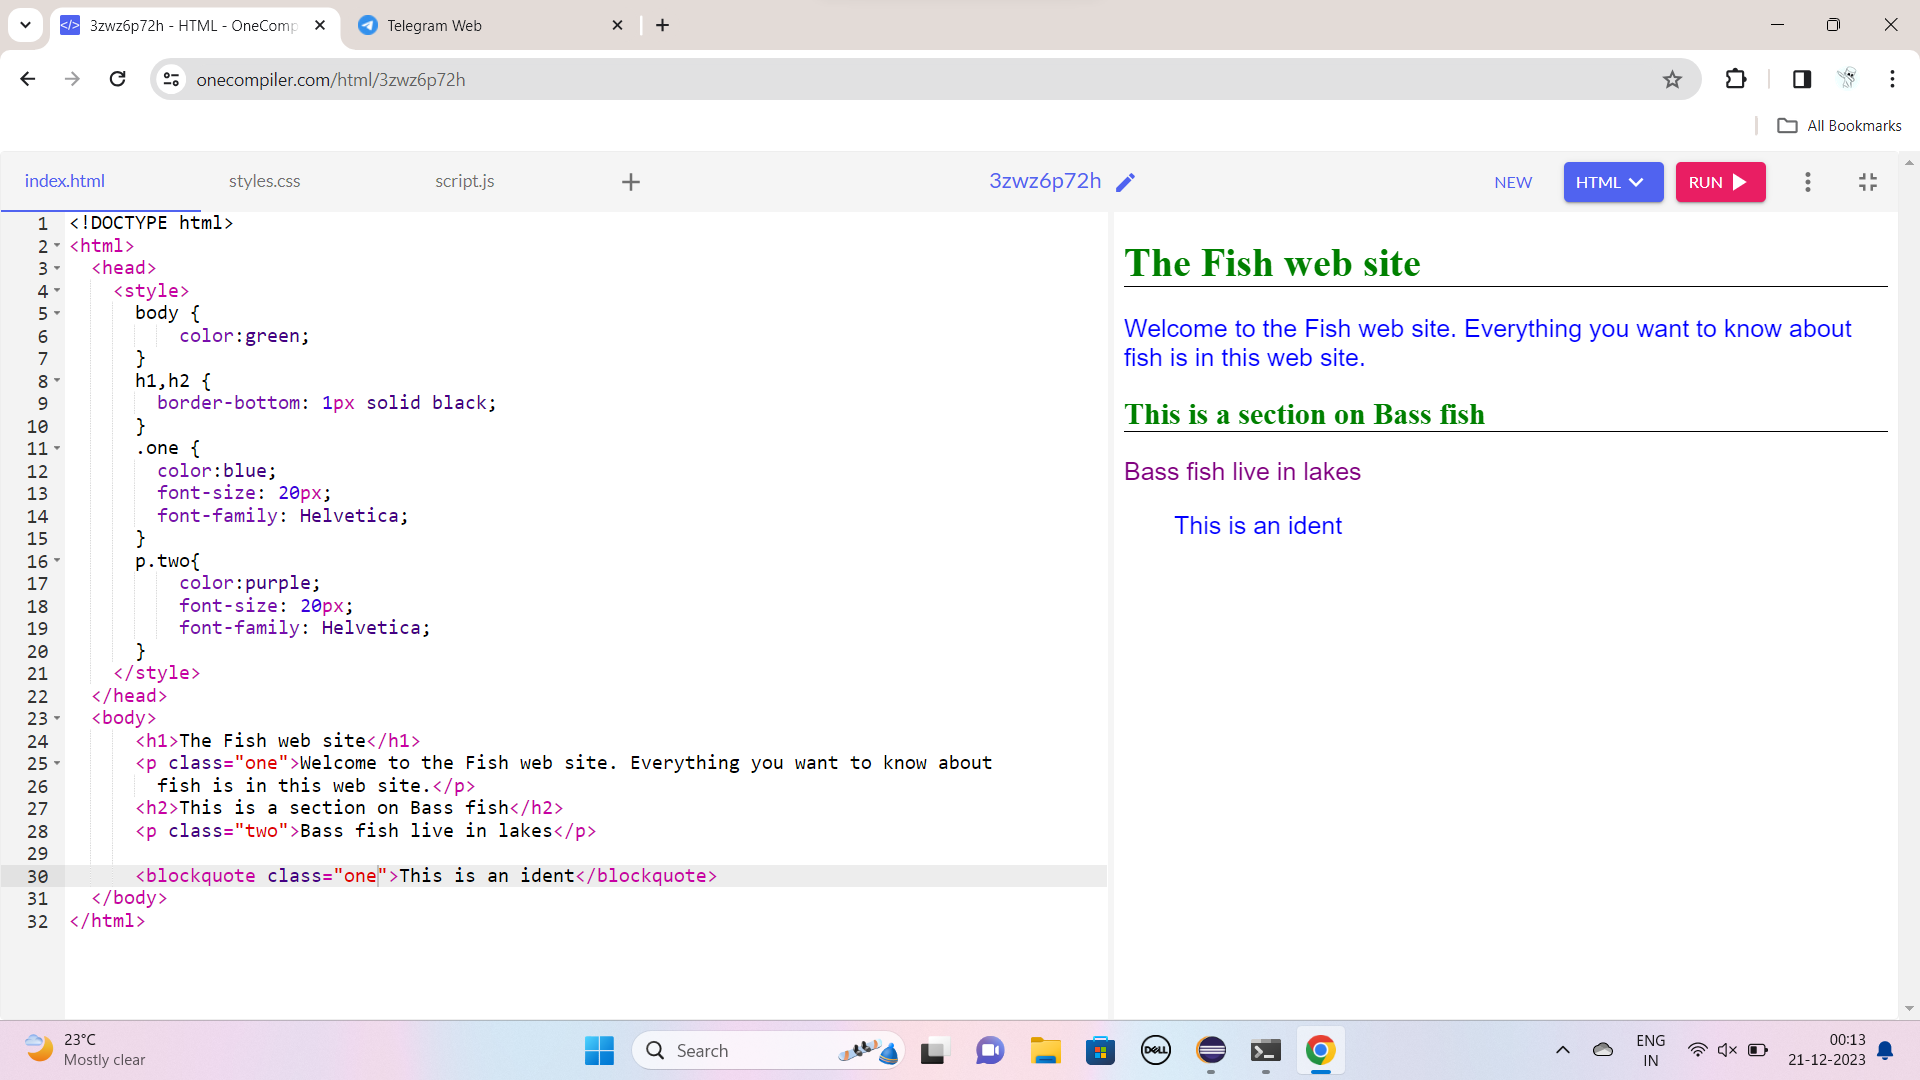 3zwz6p72h - HTML - OneComp
Telegram Web
onecompiler.com/html/3zwz6p72h
All Bookmarks
index.html
styles.css
script.js
3zwz6p72h
NEW
HTML
RUN
1 <!DOCTYPE html>
2 <html>
3 <head>
4 <style>
5 body {
6 color:green;
7 }
8 h1,h2 {
9 border-bottom: 1px solid black;
10 }
11 .one {
12 color:blue;
13 font-size: 20px;
14 font-family: Helvetica;
15 }
16 p.two{
17 color:purple;
18 font-size: 20px;
19 font-family: Helvetica;
20 }
21 </style>
22 </head>
23 <body>
24 <h1>The Fish web site</h1>
25 <p class="one">Welcome to the Fish web site. Everything you want to know about
26 fish is in this web site.</p>
27 <h2>This is a section on Bass fish</h2>
28 <p class="two">Bass fish live in lakes</p>
29
30 <blockquote class="one">This is an ident</blockquote>
31 </body>
32 </html>
The Fish web site
Welcome to the Fish web site. Everything you want to know about
fish is in this web site.
This is a section on Bass fish
Bass fish live in lakes
This is an ident
23°C
Mostly clear
Search
DELL
ENG
IN
00:13
21-12-2023